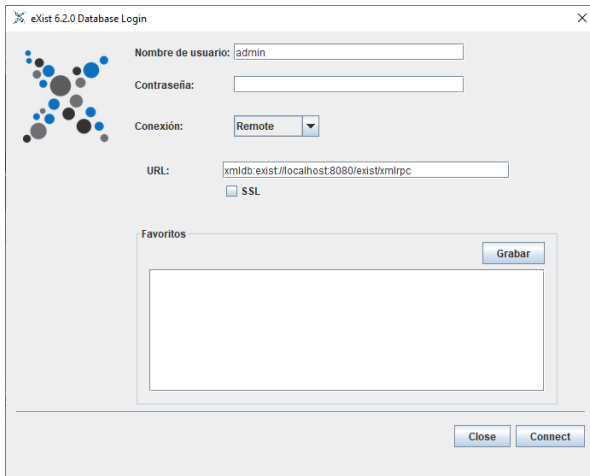 eXist 6.2.0 Database Login
Nombre de usuario: admin
Contraseña:
Conexión: Remote
URL: xmldb:exist://localhost:8080/exist/xmlrpc
SSL
Favoritos
Grabar
Close Connect